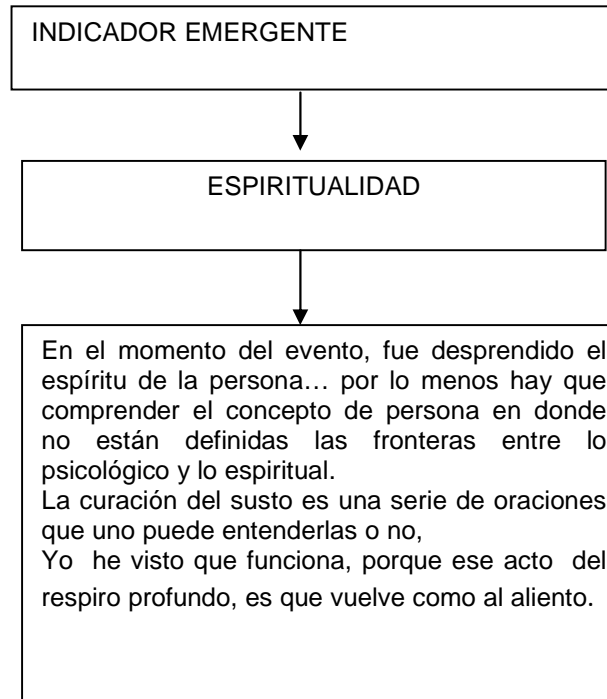 INDICADOR EMERGENTE
ESPIRITUALIDAD
En el momento del evento, fue desprendido el
espíritu de la persona… por lo menos hay que
comprender el concepto de persona en donde
no están definidas las fronteras entre lo
psicológico y lo espiritual.
La curación del susto es una serie de oraciones
que uno puede entenderlas o no,
Yo he visto que funciona, porque ese acto del
respiro profundo, es que vuelve como al aliento.